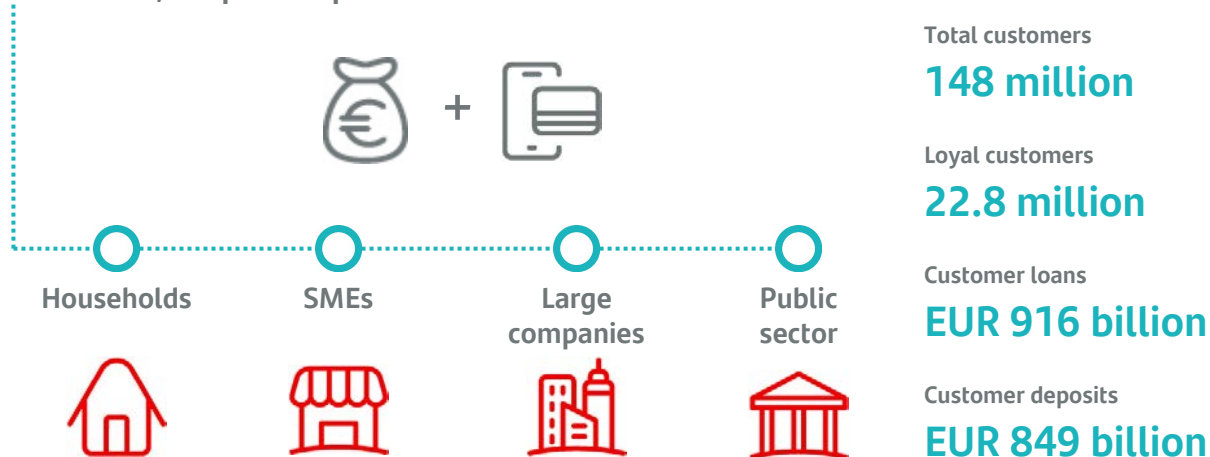 +
Households
SMEs
Large
companies
Public
sector
Total customers
148 million
Loyal customers
22.8 million
Customer loans
EUR 916 billion
Customer deposits
EUR 849 billion